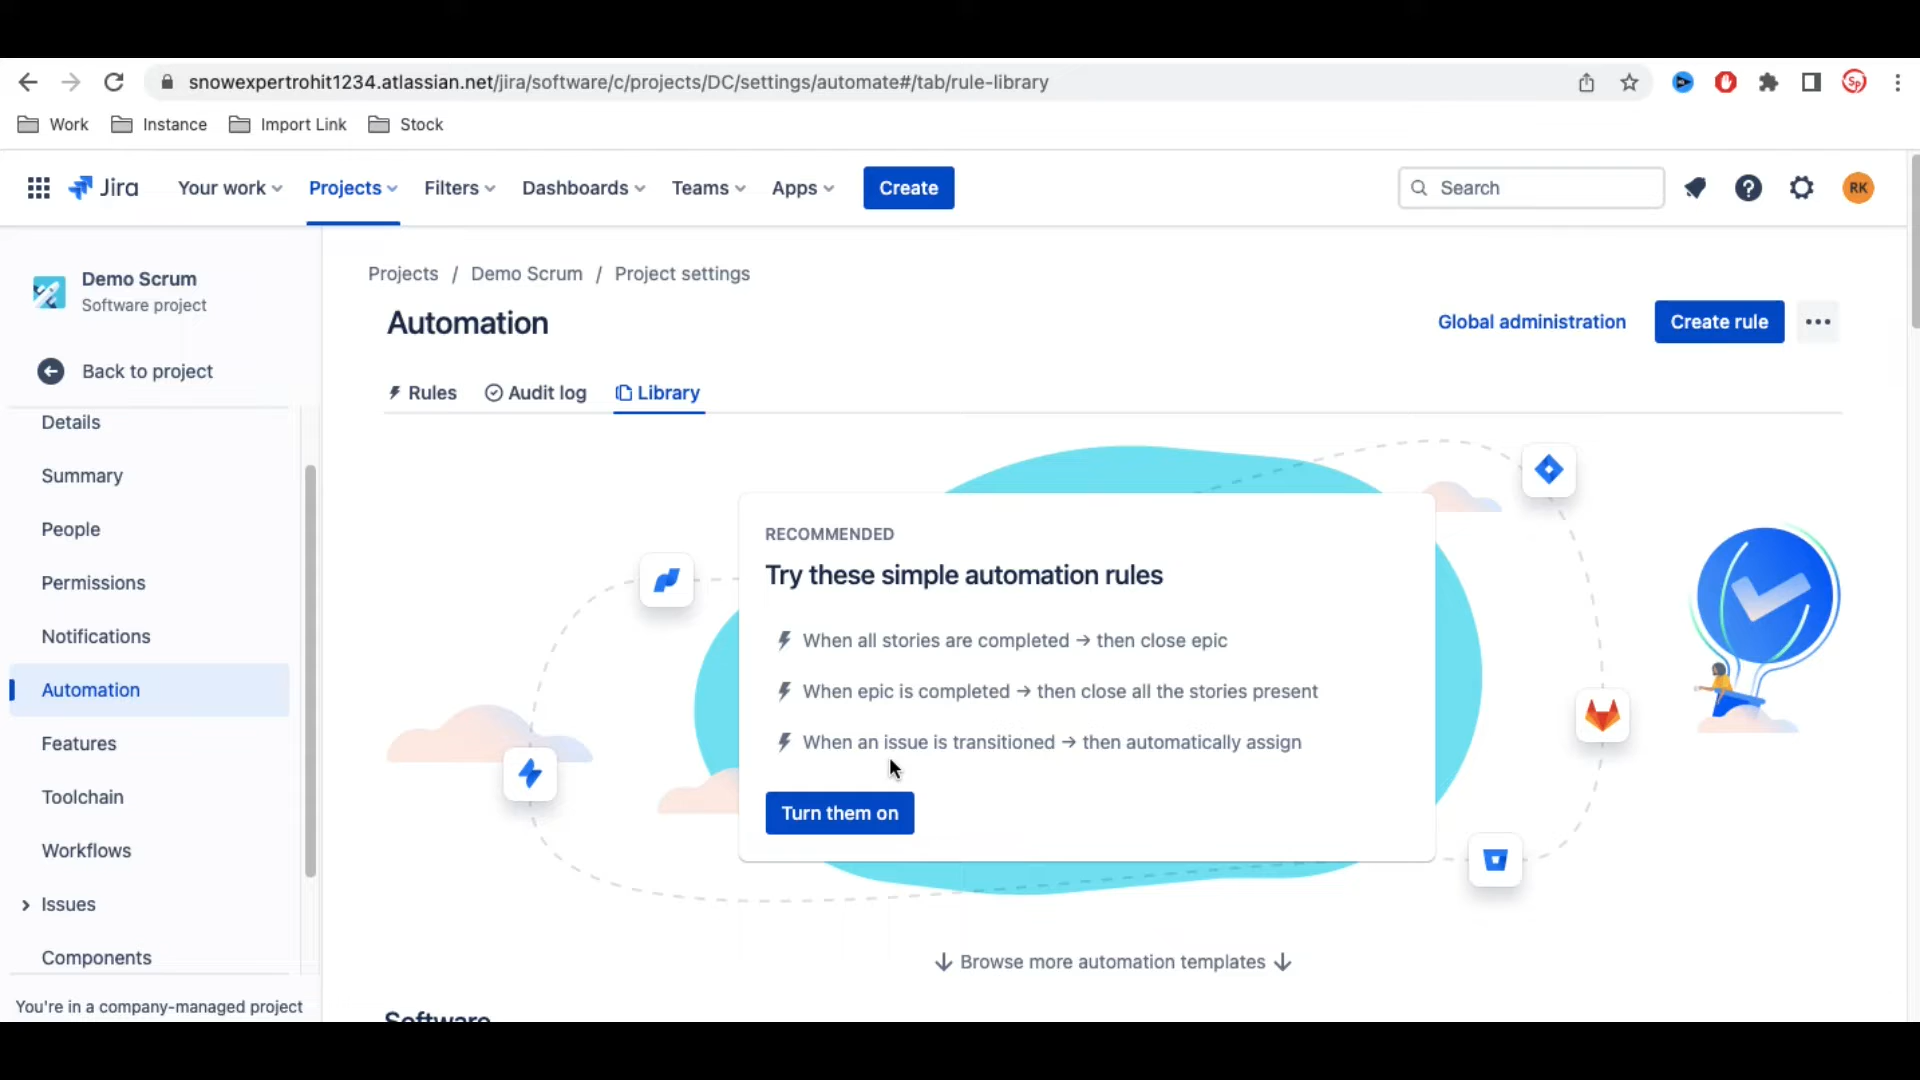 snowexpertrohit1234.atlassian.net/jira/software/c/projects/DC/settings/automate#/tab/rule-library
Sp
Work Instance Import Link Stock
Jira Your work Projects Filters Dashboards Teams Apps Create Search RK
Demo Scrum
Software project
Back to project
Details
Summary
People
Permissions
Notifications
Automation
Features
Toolchain
Workflows
Issues
Components
You're in a company-managed project
Projects / Demo Scrum / Project settings
Automation
Global administration Create rule
Rules Audit log Library
RECOMMENDED
Try these simple automation rules
When all stories are completed → then close epic
When epic is completed → then close all the stories present
When an issue is transitioned → then automatically assign
Turn them on
↓ Browse more automation templates ↓
Software